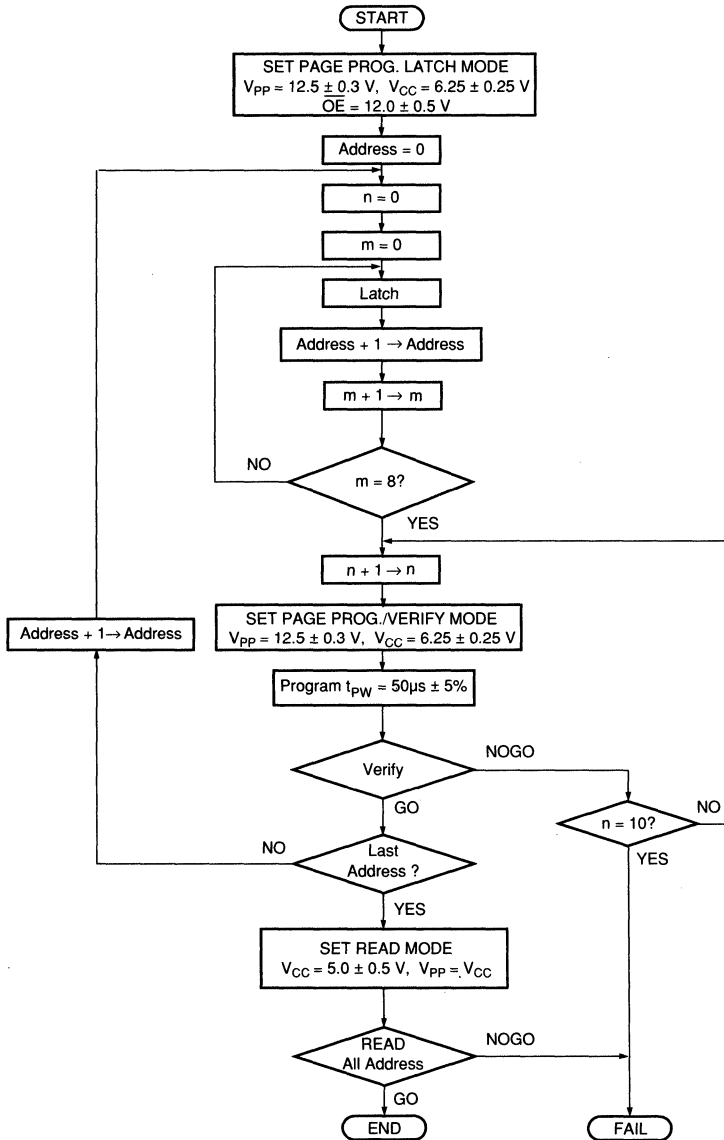 START
SET PAGE PROG. LATCH MODE
V_PP = 12.5 ± 0.3 V, V_CC = 6.25 ± 0.25 V
O̅E̅ = 12.0 ± 0.5 V
Address = 0
n = 0
m = 0
Latch
Address + 1 → Address
m + 1 → m
NO
m = 8?
YES
n + 1 → n
SET PAGE PROG./VERIFY MODE
V_PP = 12.5 ± 0.3 V, V_CC = 6.25 ± 0.25 V
Address + 1 → Address
Program t_PW = 50µs ± 5%
Verify
NOGO
GO
n = 10?
NO
YES
NO
Last
Address ?
YES
SET READ MODE
V_CC = 5.0 ± 0.5 V, V_PP = V_CC
READ
All Address
NOGO
GO
END
FAIL